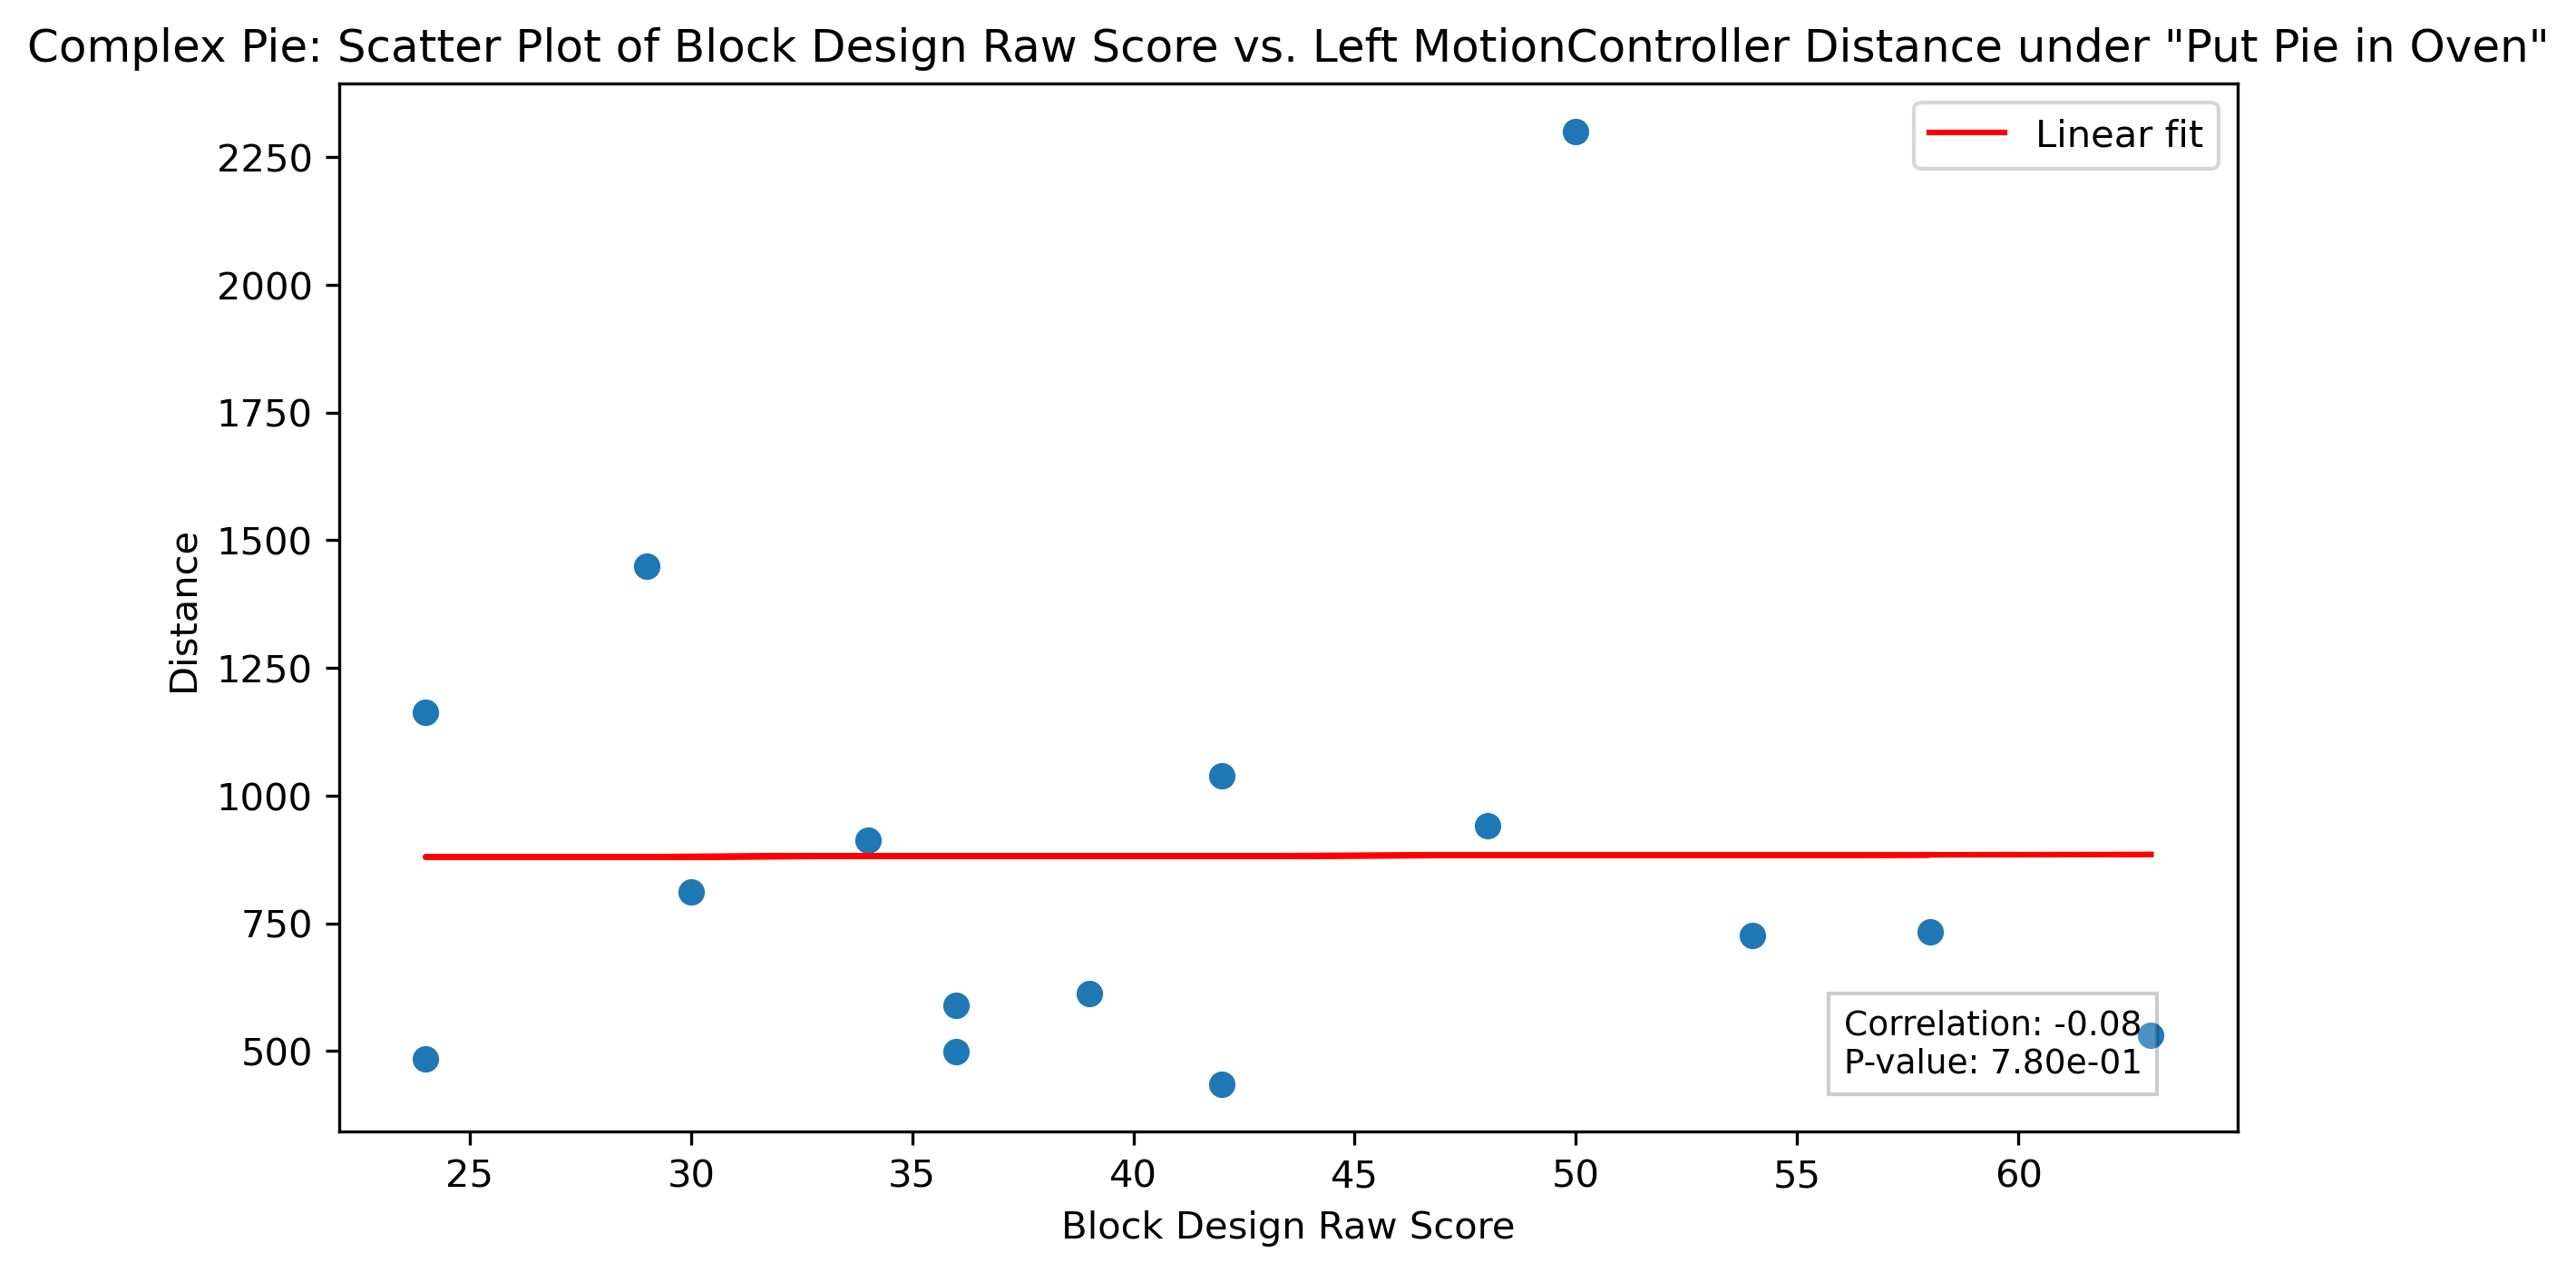 Complex Pie: Scatter Plot of Block Design Raw Score vs. Left MotionController Distance under "Put Pie in Oven"
Linear fit
2250
2000
1750
1500
1250
1000
750
500
Distance
Correlation: -0.08
P-value: 7.80e-01
25 30 35 40 45 50 55 60
Block Design Raw Score